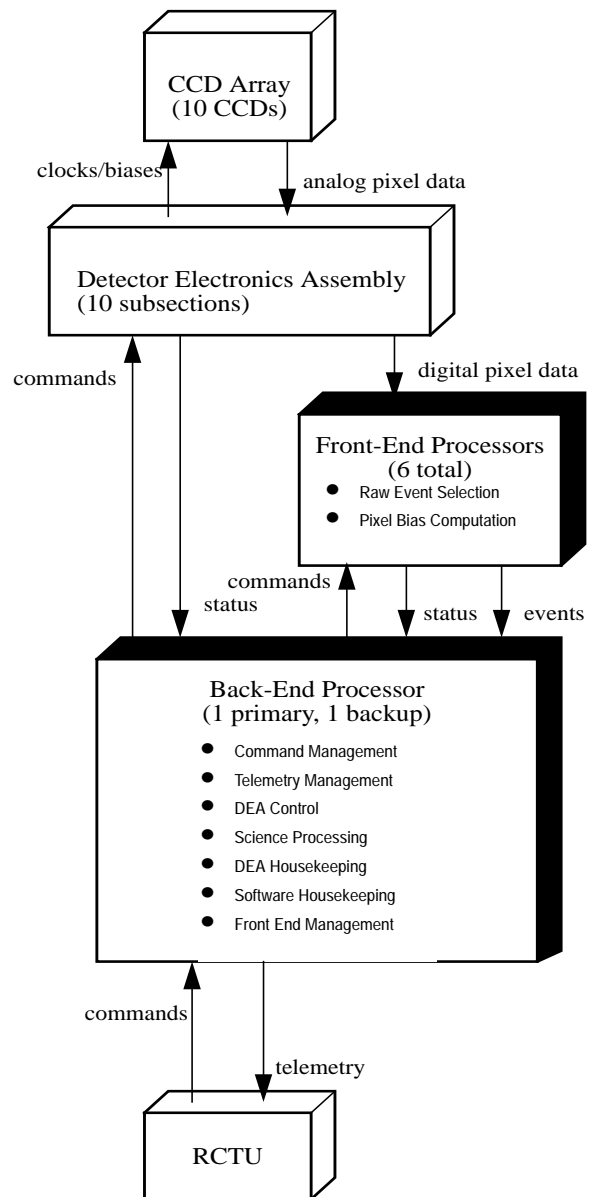 CCD Array
(10 CCDs)
clocks/biases
analog pixel data
Detector Electronics Assembly
(10 subsections)
commands
digital pixel data
Front-End Processors
(6 total)
● Raw Event Selection
● Pixel Bias Computation
commands
status
status
events
Back-End Processor
(1 primary, 1 backup)
● Command Management
● Telemetry Management
● DEA Control
● Science Processing
● DEA Housekeeping
● Software Housekeeping
● Front End Management
commands
telemetry
RCTU